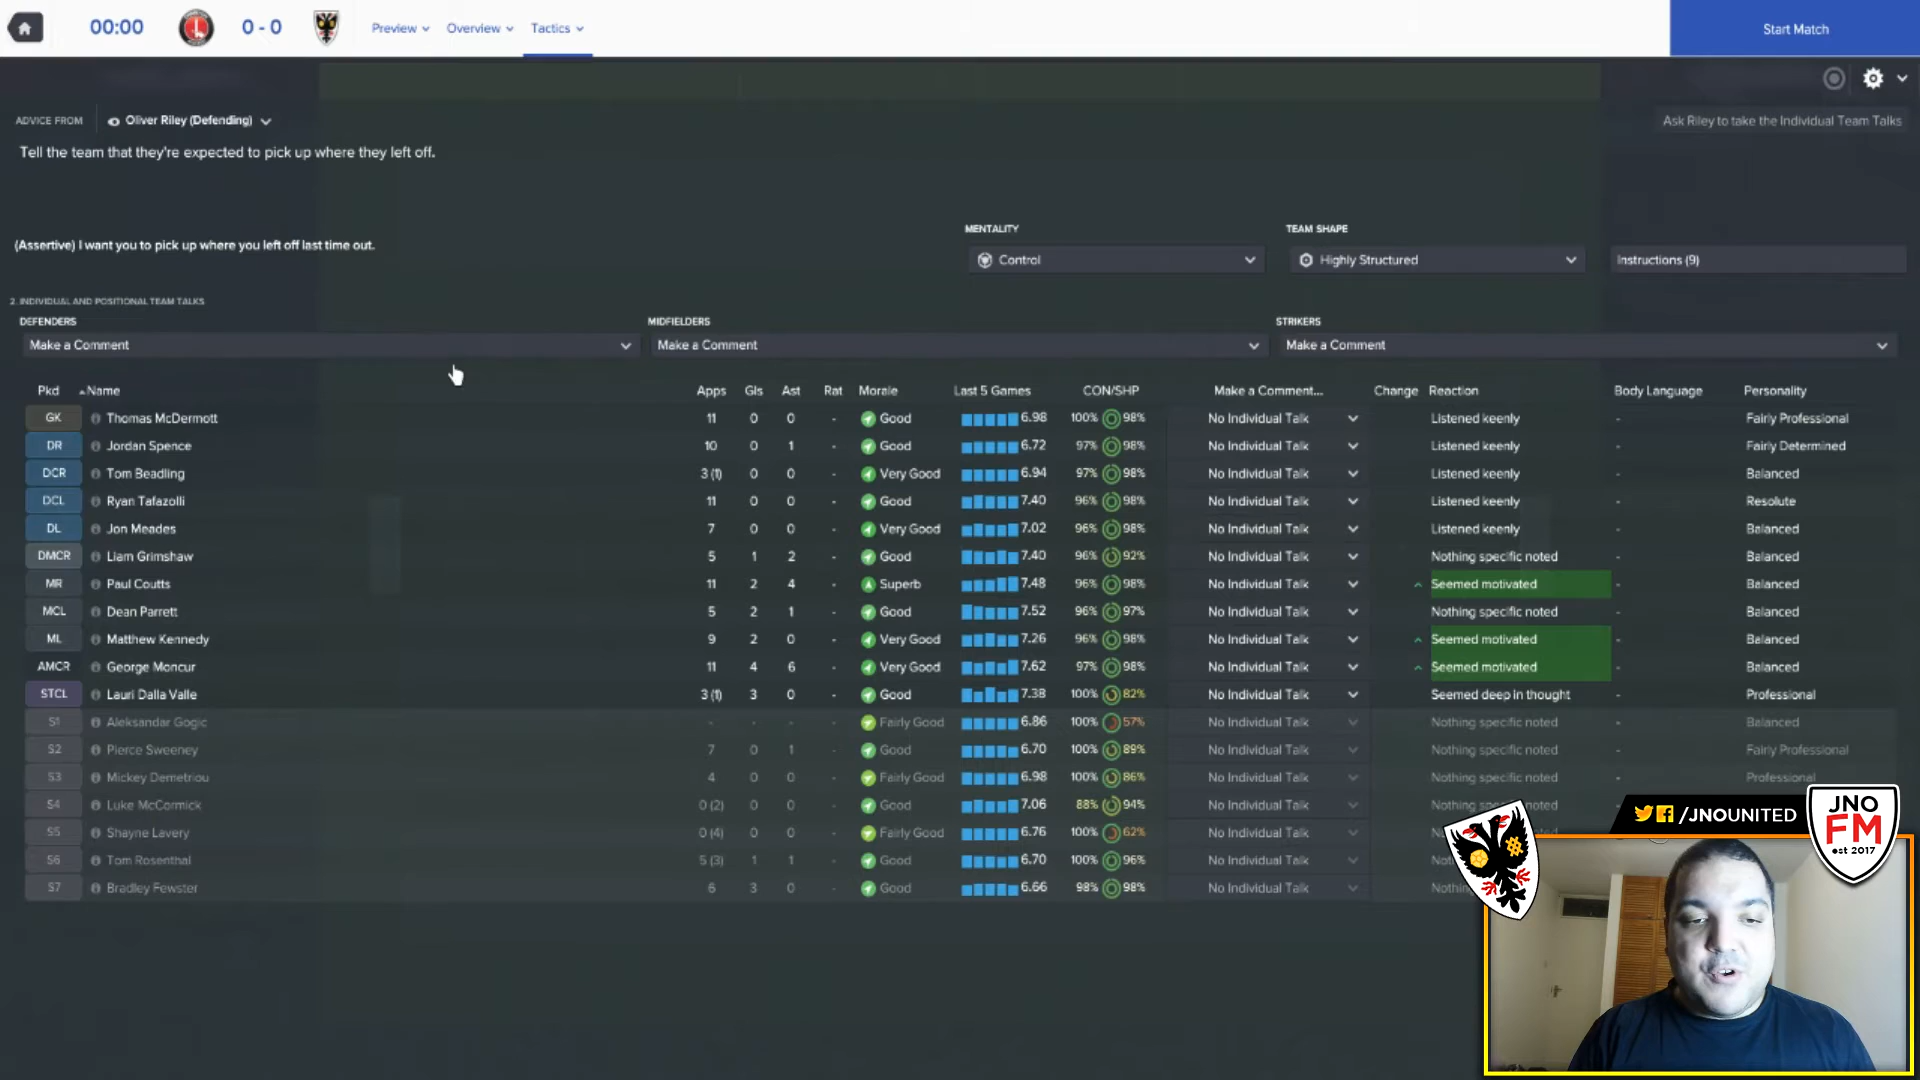 00:00 0 - 0 Preview Overview Tactics Start Match
ADVICE FROM Oliver Riley (Defending) Ask Riley to take the Individual Team Talks
Tell the team that they're expected to pick up where they left off.
MENTALITY TEAM SHAPE
(Assertive) I want you to pick up where you left off last time out. Control Highly Structured Instructions (9)
2. INDIVIDUAL AND POSITIONAL TEAM TALKS
DEFENDERS MIDFIELDERS STRIKERS
Make a Comment Make a Comment Make a Comment
Pkd Name Apps Gls Ast Rat Morale Last 5 Games CON/SHP Make a Comment... Change Reaction Body Language Personality
GK Thomas McDermott 11 0 0 - Good 6.98 100% 98% No Individual Talk Listened keenly - Fairly Professional
DR Jordan Spence 10 0 1 - Good 6.72 97% 98% No Individual Talk Listened keenly - Fairly Determined
DCR Tom Beadling 3 (1) 0 0 - Very Good 6.94 97% 98% No Individual Talk Listened keenly - Balanced
DCL Ryan Tafazolli 11 0 0 - Good 7.40 96% 98% No Individual Talk Listened keenly - Resolute
DL Jon Meades 7 0 0 - Very Good 7.02 96% 98% No Individual Talk Listened keenly - Balanced
DMCR Liam Grimshaw 5 1 2 - Good 7.40 96% 92% No Individual Talk Nothing specific noted - Balanced
MR Paul Coutts 11 2 4 - Superb 7.48 96% 98% No Individual Talk Seemed motivated - Balanced
MCL Dean Parrett 5 2 1 - Good 7.52 96% 97% No Individual Talk Nothing specific noted - Balanced
ML Matthew Kennedy 9 2 0 - Very Good 7.26 96% 98% No Individual Talk Seemed motivated - Balanced
AMCR George Moncur 11 4 6 - Very Good 7.62 97% 98% No Individual Talk Seemed motivated - Balanced
STCL Lauri Dalla Valle 3 (1) 3 0 - Good 7.38 100% 82% No Individual Talk Seemed deep in thought - Professional
S1 Aleksandar Gogic - - - - Fairly Good 6.86 100% 57% No Individual Talk Nothing specific noted - Balanced
S2 Pierce Sweeney 7 0 1 - Good 6.70 100% 89% No Individual Talk Nothing specific noted - Fairly Professional
S3 Mickey Demetriou 4 0 0 - Fairly Good 6.98 100% 86% No Individual Talk Nothing specific noted - Professional
S4 Luke McCormick 0 (2) 0 0 - Good 7.06 88% 94% No Individual Talk Nothing
S5 Shayne Lavery 0 (4) 0 0 - Fairly Good 6.76 100% 62% No Individual Talk
S6 Tom Rosenthal 5 (3) 1 1 - Good 6.70 100% 96% No Individual Talk
S7 Bradley Fewster 6 3 0 - Good 6.66 98% 98% No Individual Talk
/JNOUNITED
JNO
FM
est 2017